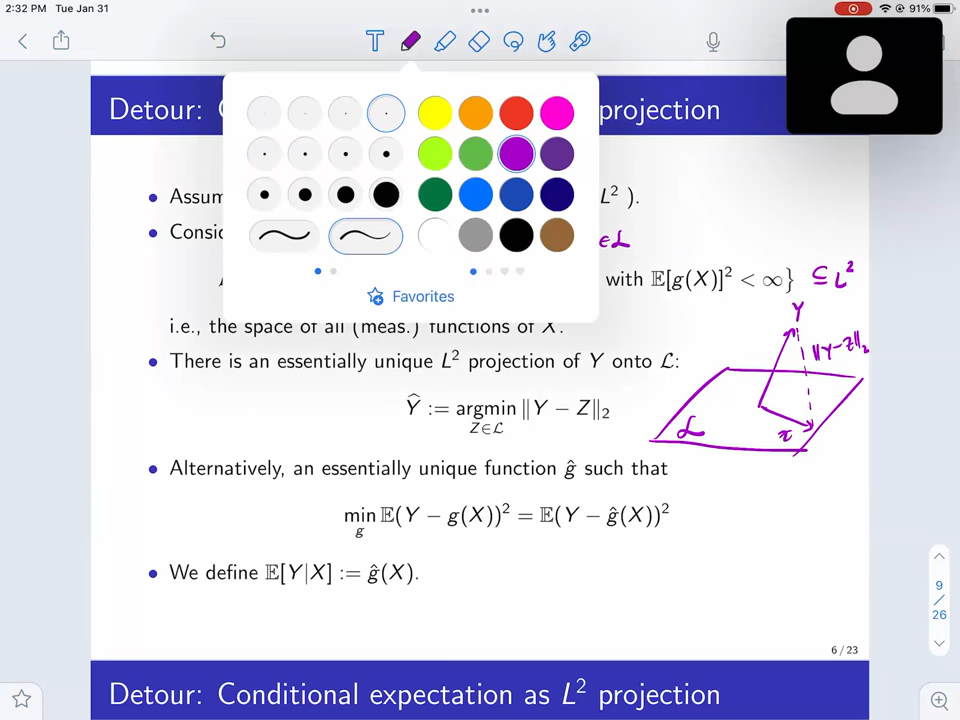 2:32 PM Tue Jan 31
91%
T
Detour: C projection
Assum L² ).
Consid
∈ℒ
with 𝔼[g(X)]² < ∞} ⊆ L²
i.e., the space of all (meas.) functions of X.
There is an essentially unique L² projection of Y onto ℒ:
Ŷ := argmin ‖Y − Z‖₂
Z∈ℒ
Y
‖Y−Z‖₂
ℒ
Alternatively, an essentially unique function ĝ such that
min 𝔼(Y − g(X))² = 𝔼(Y − ĝ(X))²
g
We define 𝔼[Y|X] := ĝ(X).
6 / 23
Detour: Conditional expectation as L² projection
Favorites
9
/
26